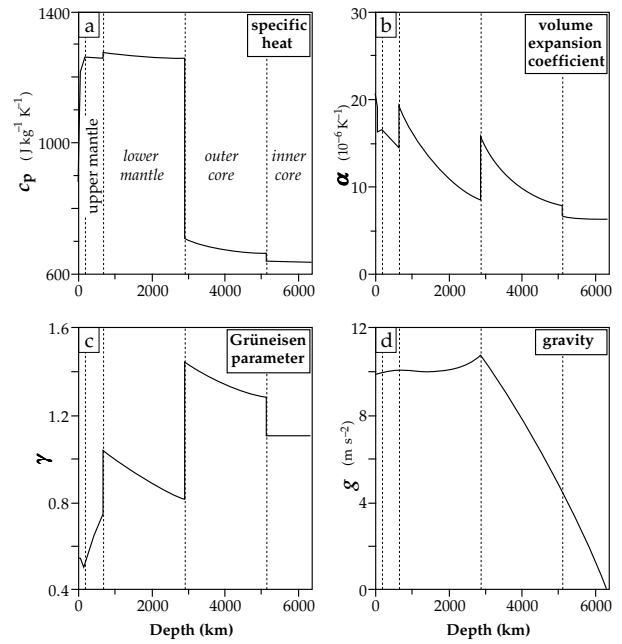 a
specific
heat
1400
1000
600
c_p (J kg⁻¹ K⁻¹)
upper mantle
lower
mantle
outer
core
inner
core
0 2000 4000 6000
b
volume
expansion
coefficient
30
20
10
0
α (10⁻⁶ K⁻¹)
0 2000 4000 6000
c
Grüneisen
parameter
1.6
1.2
0.8
0.4
γ
0 2000 4000 6000
Depth (km)
d
gravity
12
8
4
0
g (m s⁻²)
0 2000 4000 6000
Depth (km)